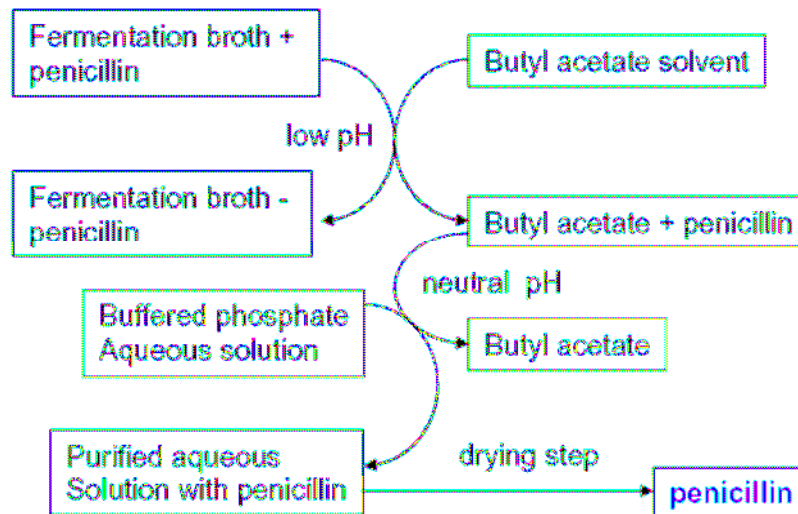 Fermentation broth +
penicillin
Butyl acetate solvent
low pH
Fermentation broth -
penicillin
Butyl acetate + penicillin
neutral pH
Buffered phosphate
Aqueous solution
Butyl acetate
Purified aqueous
Solution with penicillin
drying step
penicillin